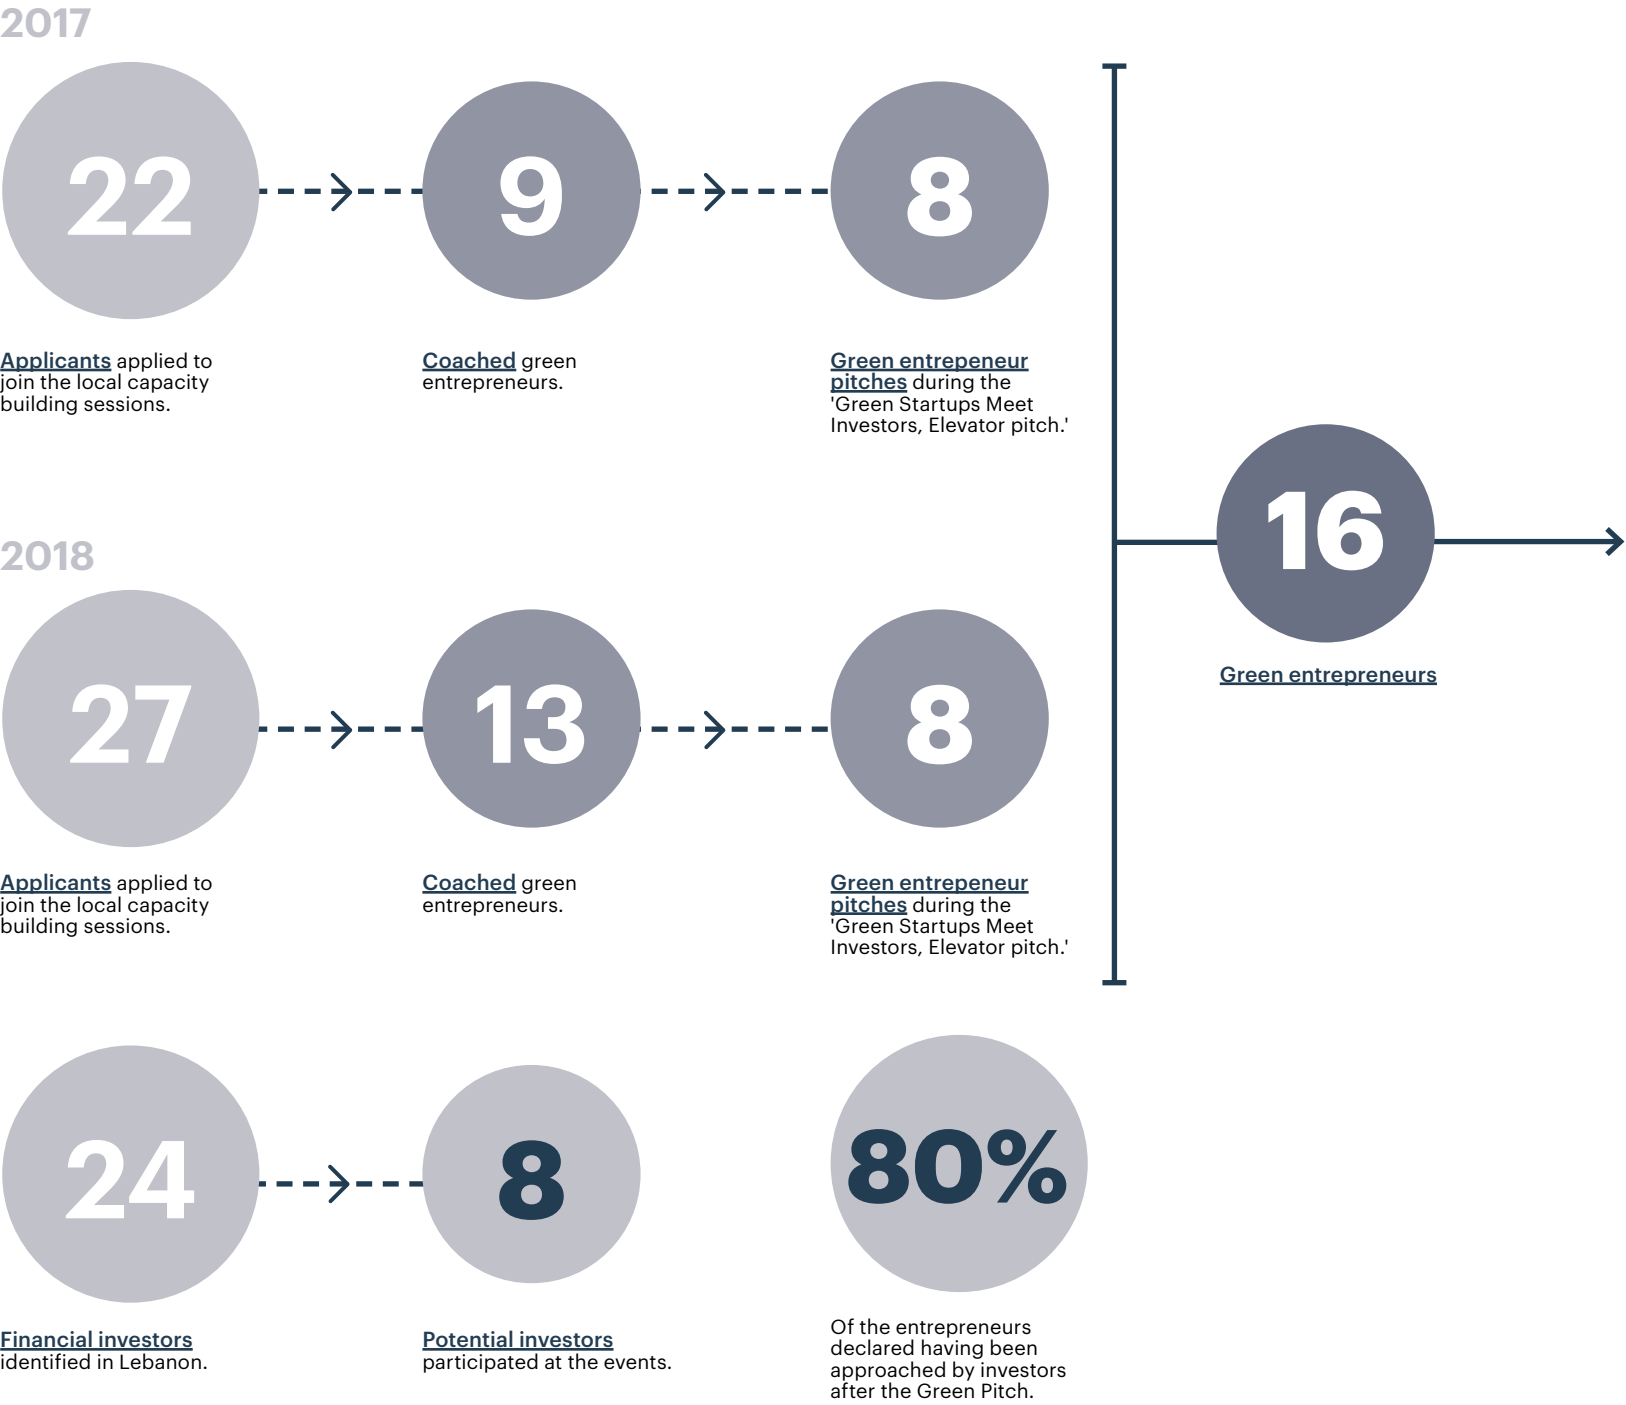 2017
22
9
8
Applicants applied to
join the local capacity
building sessions.
Coached green
entrepreneurs.
Green entrepeneur
pitches during the
'Green Startups Meet
Investors, Elevator pitch.'
16
Green entrepreneurs
2018
27
13
8
Applicants applied to
join the local capacity
building sessions.
Coached green
entrepreneurs.
Green entrepeneur
pitches during the
'Green Startups Meet
Investors, Elevator pitch.'
24
8
80%
Financial investors
identified in Lebanon.
Potential investors
participated at the events.
Of the entrepreneurs
declared having been
approached by investors
after the Green Pitch.